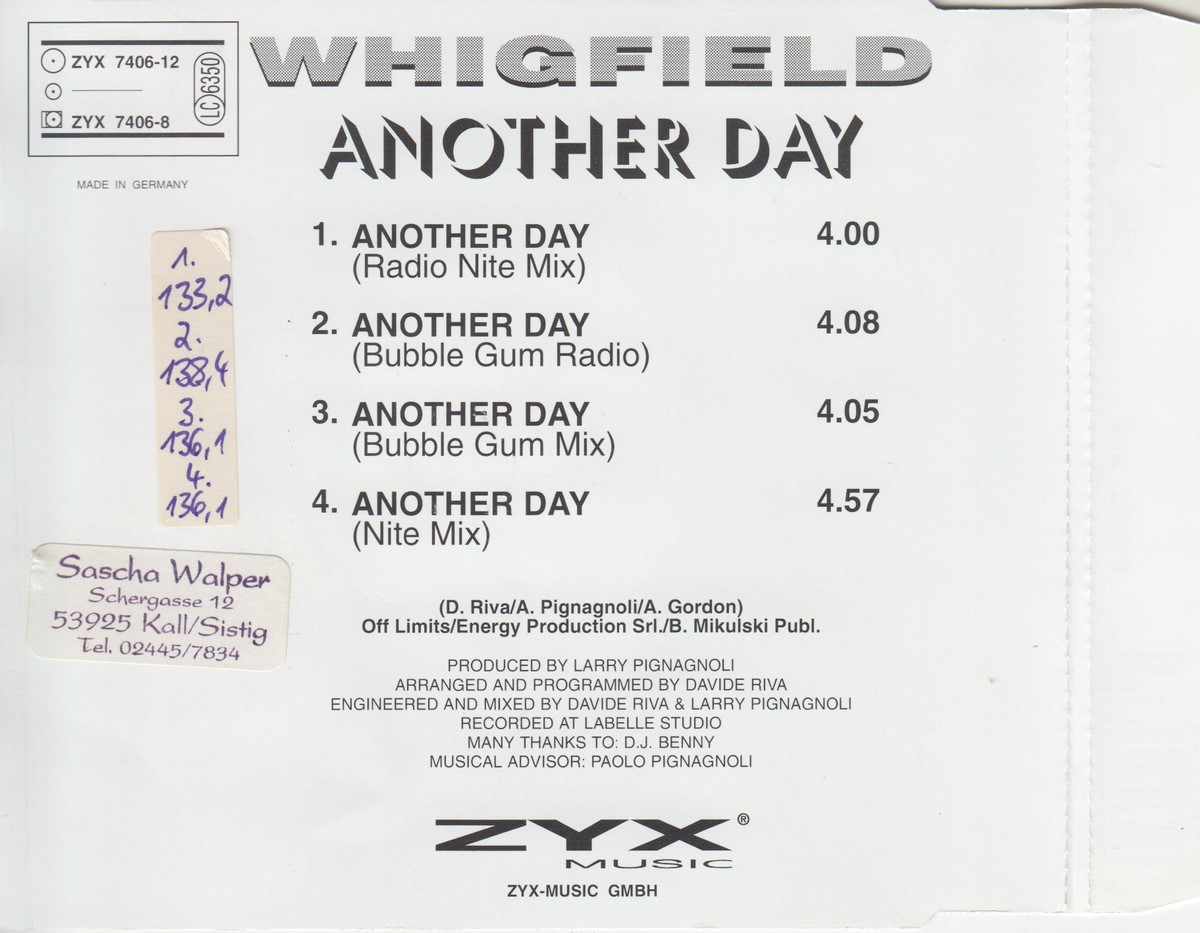 ZYX 7406-12
ZYX 7406-8
LC 6350
MADE IN GERMANY
WHIGFIELD
ANOTHER DAY
1. ANOTHER DAY 4.00
(Radio Nite Mix)
2. ANOTHER DAY 4.08
(Bubble Gum Radio)
3. ANOTHER DAY 4.05
(Bubble Gum Mix)
4. ANOTHER DAY 4.57
(Nite Mix)
1.
133,2
2.
138,4
3.
136,1
4.
136,1
Sascha Walper
Schergasse 12
53925 Kall/Sistig
Tel. 02445/7834
(D. Riva/A. Pignagnoli/A. Gordon)
Off Limits/Energy Production Srl./B. Mikulski Publ.
PRODUCED BY LARRY PIGNAGNOLI
ARRANGED AND PROGRAMMED BY DAVIDE RIVA
ENGINEERED AND MIXED BY DAVIDE RIVA & LARRY PIGNAGNOLI
RECORDED AT LABELLE STUDIO
MANY THANKS TO: D.J. BENNY
MUSICAL ADVISOR: PAOLO PIGNAGNOLI
ZYX®
MUSIC
ZYX-MUSIC GMBH